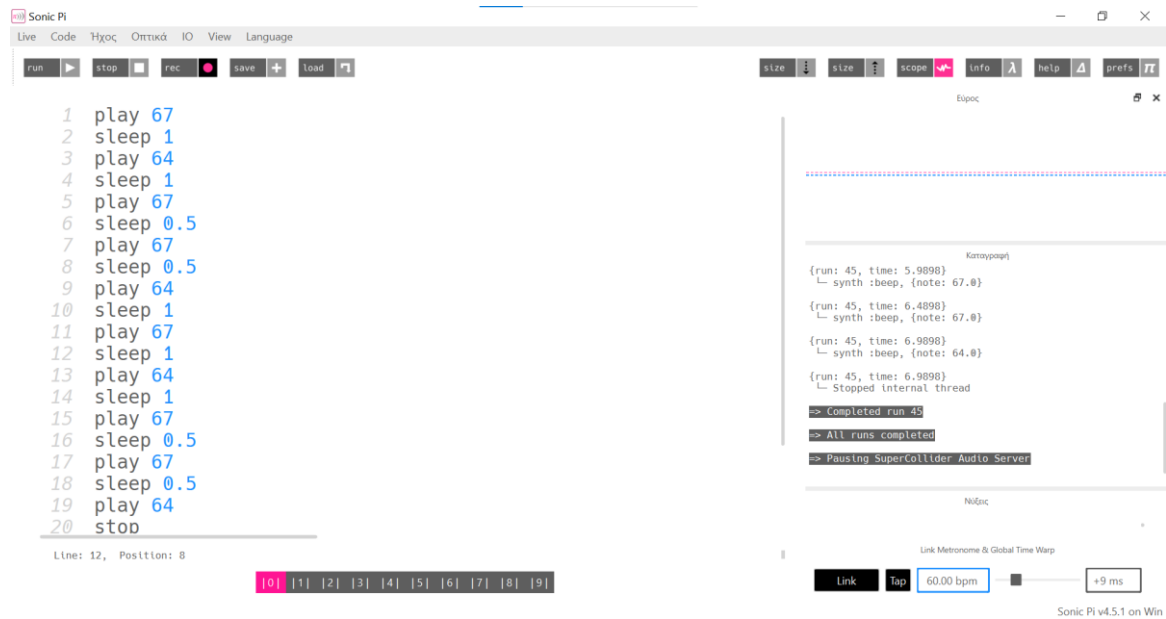 Sonic Pi
Live Code Ήχος Οπτικά IO View Language
run stop rec save load size size scope info λ help prefs π
Εύρος
1 play 67
2 sleep 1
3 play 64
4 sleep 1
5 play 67
6 sleep 0.5
7 play 67
8 sleep 0.5
9 play 64
10 sleep 1
11 play 67
12 sleep 1
13 play 64
14 sleep 1
15 play 67
16 sleep 0.5
17 play 67
18 sleep 0.5
19 play 64
20 stop
Line: 12, Position: 8
|0| |1| |2| |3| |4| |5| |6| |7| |8| |9|
Καταγραφή
{run: 45, time: 5.9898}
└─ synth :beep, {note: 67.0}
{run: 45, time: 6.4898}
└─ synth :beep, {note: 67.0}
{run: 45, time: 6.9898}
└─ synth :beep, {note: 64.0}
{run: 45, time: 6.9898}
└─ Stopped internal thread
=> Completed run 45
=> All runs completed
=> Pausing SuperCollider Audio Server
Νύξεις
Link Metronome & Global Time Warp
Link Tap 60.00 bpm +9 ms
Sonic Pi v4.5.1 on Win